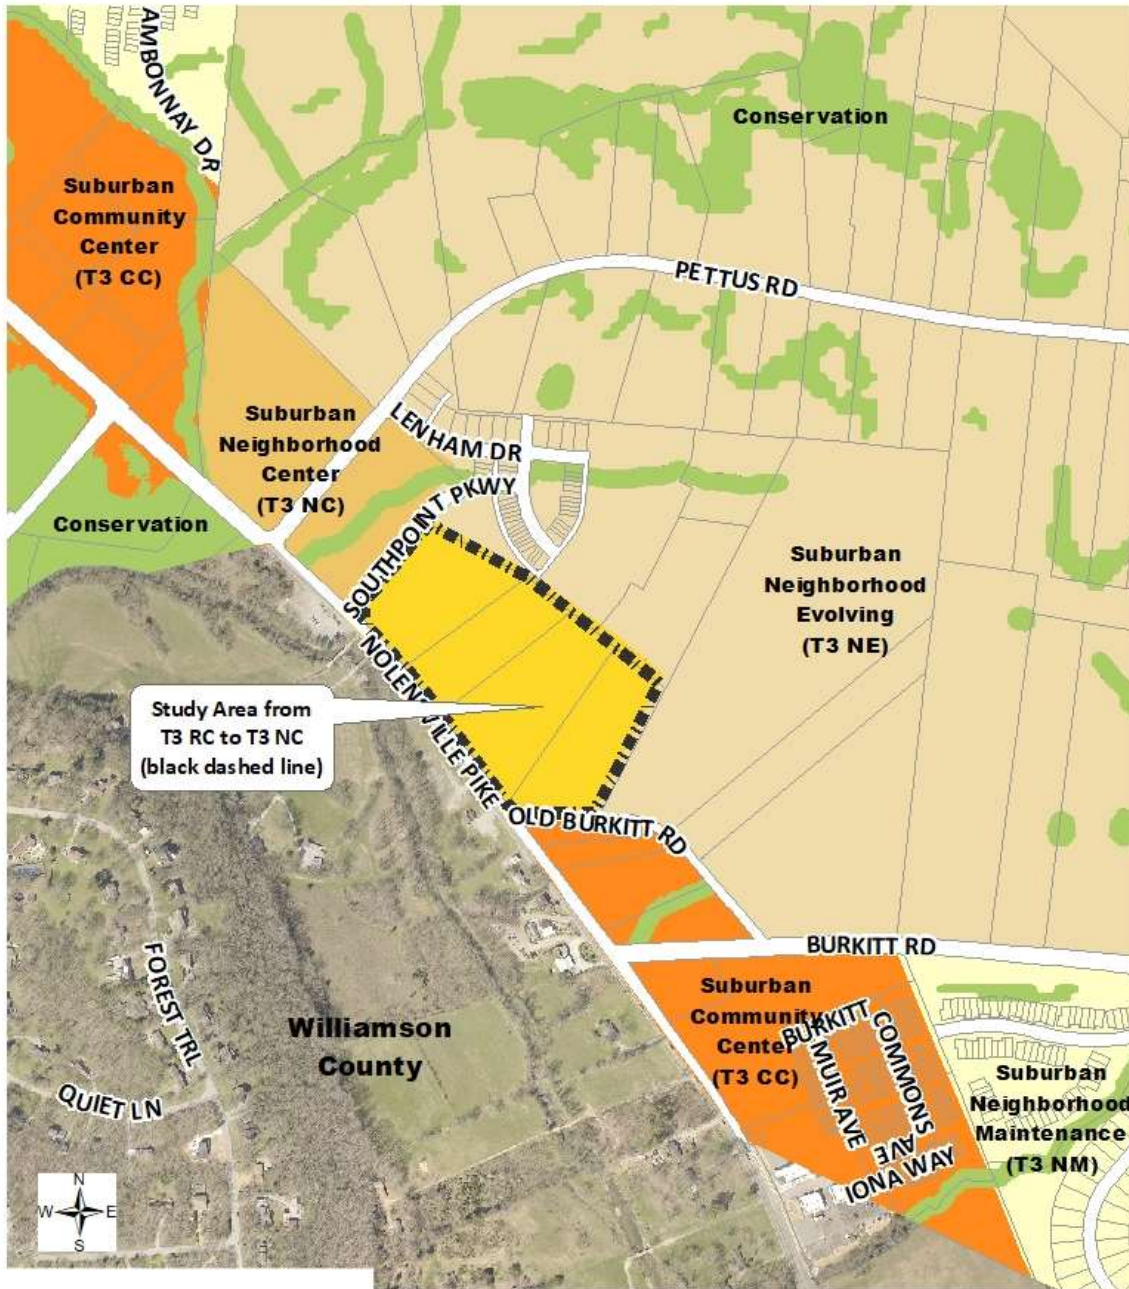 AMBONNAY DR
Conservation
Suburban
Community
Center
(T3 CC)
PETTUS RD
Suburban
Neighborhood
Center
(T3 NC)
LENHAM DR
SOUTHPOINT PKWY
Conservation
Suburban
Neighborhood
Evolving
(T3 NE)
NOLENSVILLE PIKE
Study Area from
T3 RC to T3 NC
(black dashed line)
OLD BURKITT RD
BURKITT RD
FOREST TRL
Suburban
Community
Center
(T3 CC)
BURKITT COMMONS AVE
MUIR AVE
IONA WAY
Williamson
County
QUIET LN
Suburban
Neighborhood
Maintenance
(T3 NM)
N
W E
S